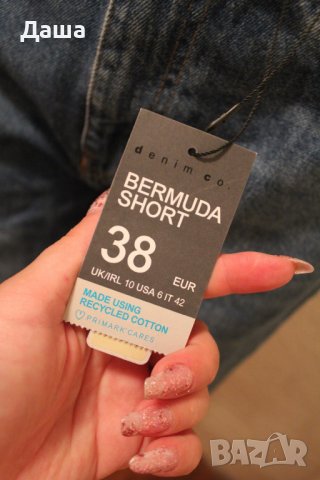 Даша
denim co.
BERMUDA
SHORT
38
EUR
UK/IRL 10 USA 6 IT 42
MADE USING
RECYCLED COTTON
PRIMARK CARES
BAZAR